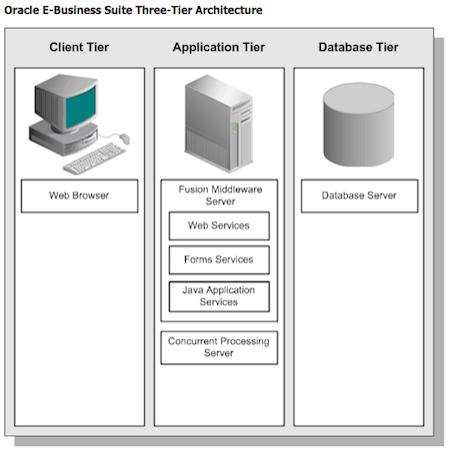 Oracle E-Business Suite Three-Tier Architecture
Client Tier
Application Tier
Database Tier
Web Browser
Fusion Middleware
Server
Web Services
Forms Services
Java Application
Services
Concurrent Processing
Server
Database Server